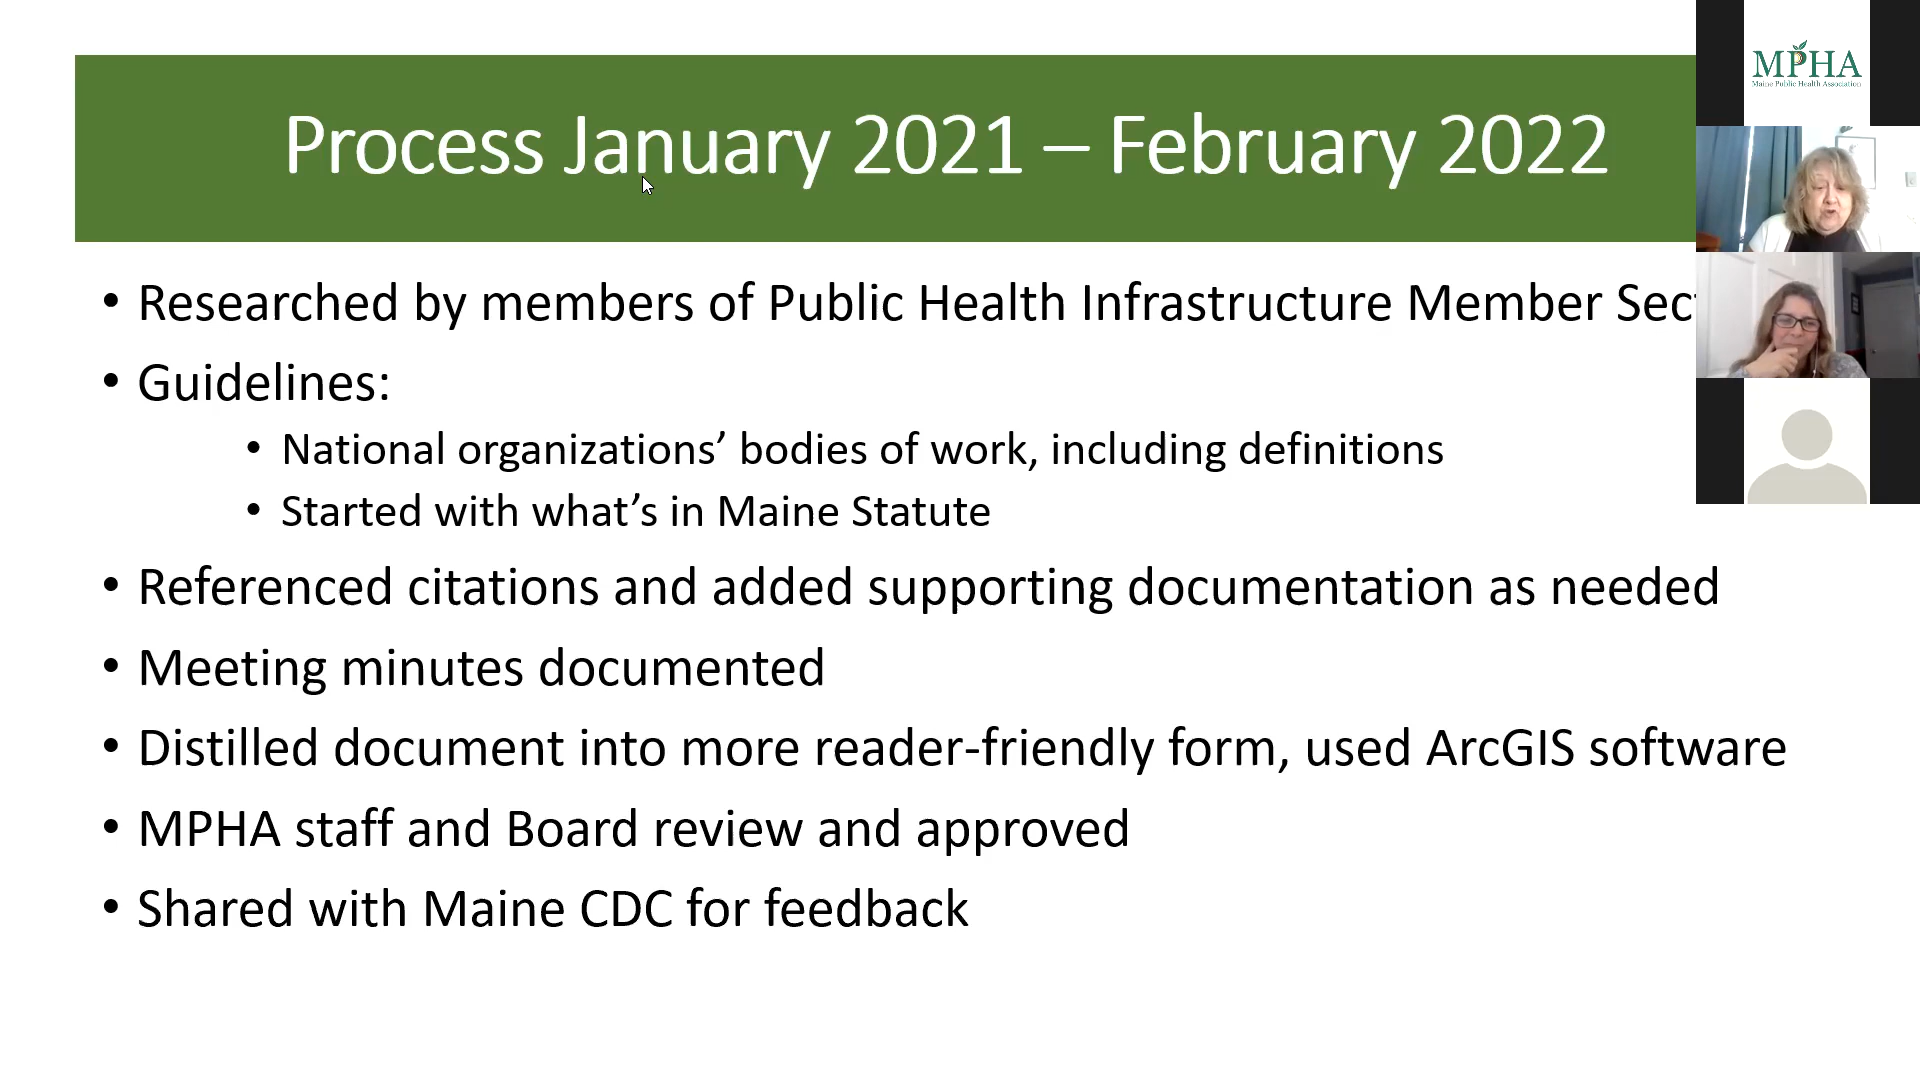 Process January 2021 – February 2022
• Researched by members of Public Health Infrastructure Member
• Guidelines:
• National organizations’ bodies of work, including definitions
• Started with what’s in Maine Statute
• Referenced citations and added supporting documentation as needed
• Meeting minutes documented
• Distilled document into more reader-friendly form, used ArcGIS software
• MPHA staff and Board review and approved
• Shared with Maine CDC for feedback
MPHA
Maine Public Health Association